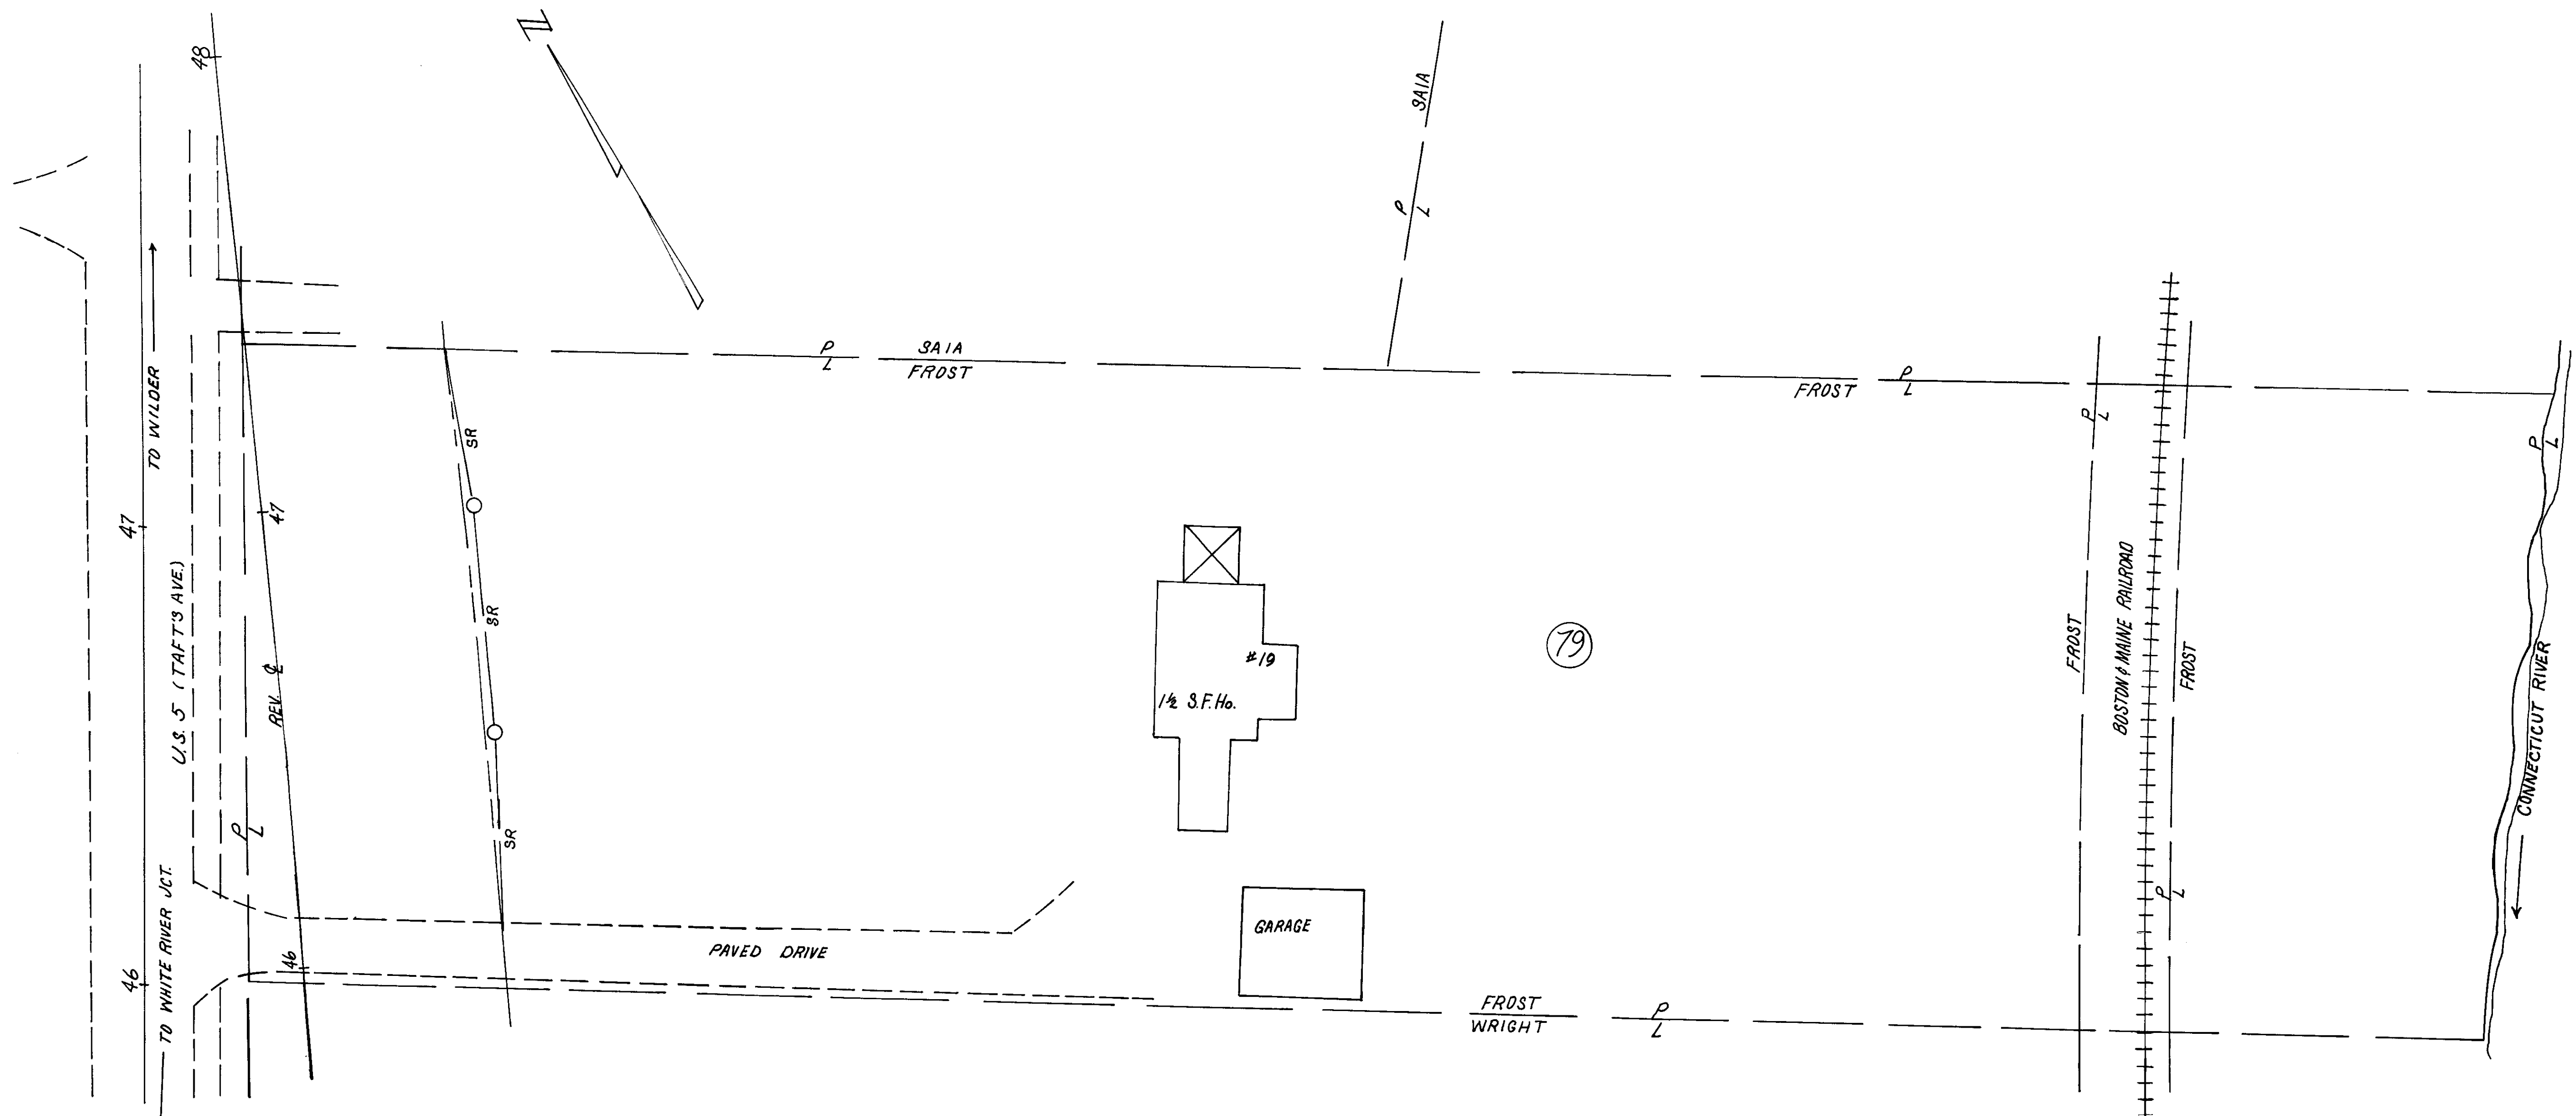 N
48
SAIA
P
L
TO WILDER
P
L
SAIA
FROST
FROST
P
L
P
L
P
L
SR
47
47
U.S. 5 (TAFT'S AVE.)
REV. ℄
SR
#19
1½ S.F.Ho.
79
FROST
BOSTON & MAINE RAILROAD
FROST
CONNECTICUT RIVER
P
L
SR
P
L
TO WHITE RIVER JCT.
46
46
PAVED DRIVE
GARAGE
FROST
WRIGHT
P
L